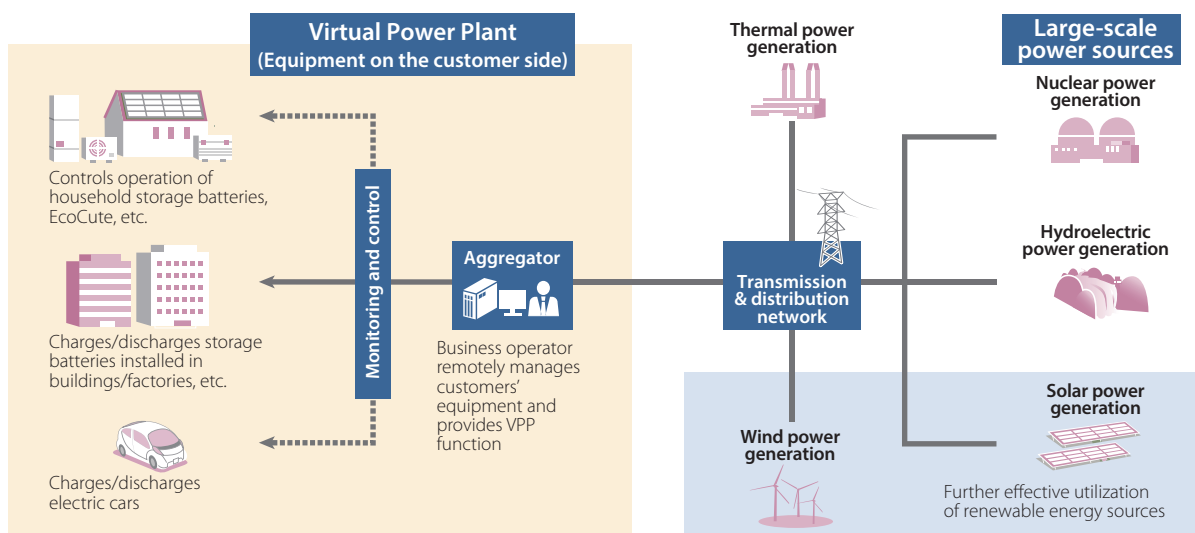 Virtual Power Plant
(Equipment on the customer side)
Controls operation of
household storage batteries,
EcoCute, etc.
Charges/discharges storage
batteries installed in
buildings/factories, etc.
Charges/discharges
electric cars
Monitoring and control
Aggregator
Business operator
remotely manages
customers’
equipment and
provides VPP
function
Thermal power
generation
Transmission
& distribution
network
Wind power
generation
Large-scale
power sources
Nuclear power
generation
Hydroelectric
power generation
Solar power
generation
Further effective utilization
of renewable energy sources